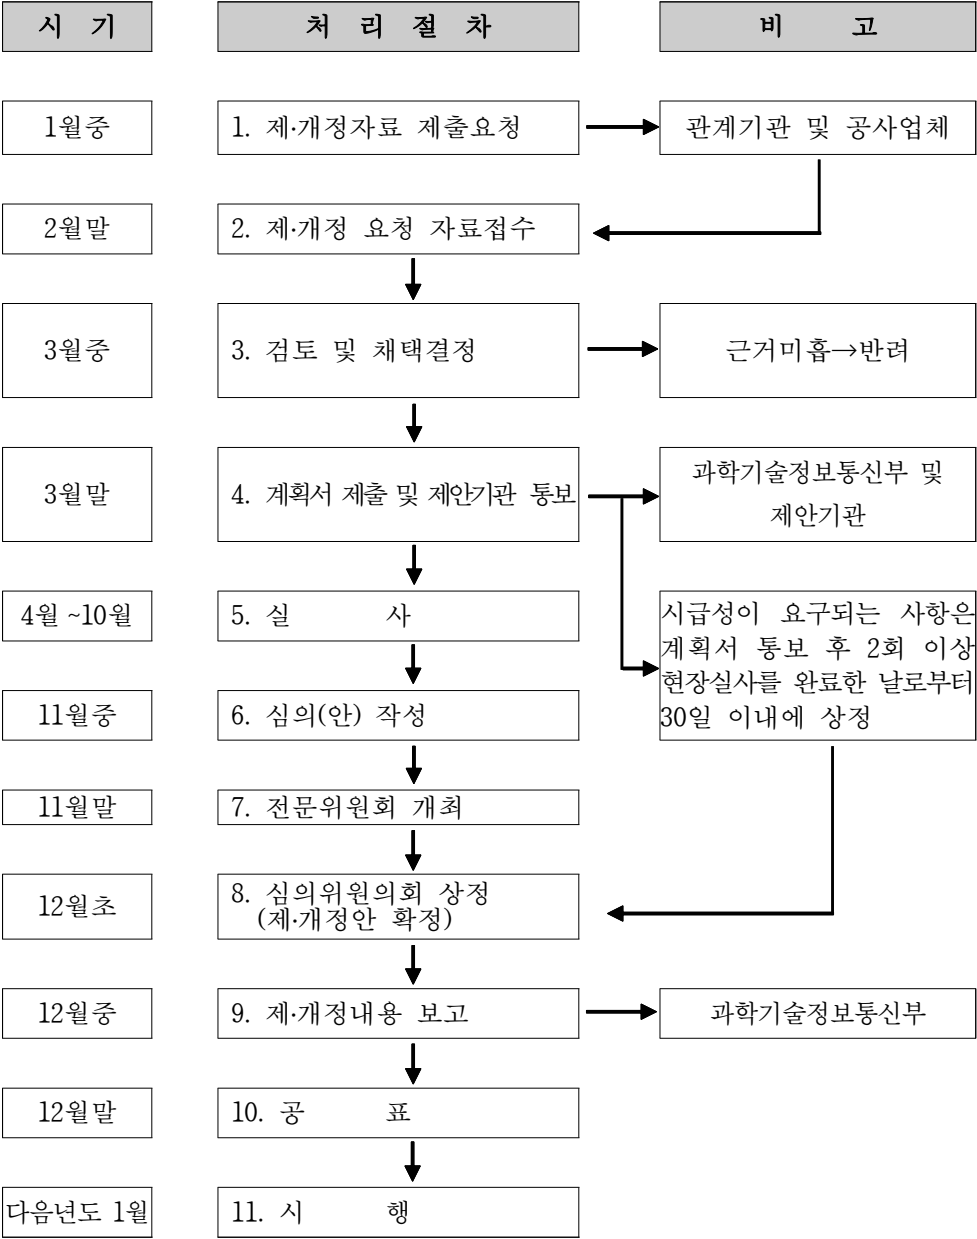 시 기
처 리 절 차
비 고
1월중
1. 제·개정자료 제출요청
관계기관 및 공사업체
2월말
2. 제·개정 요청 자료접수
3월중
3. 검토 및 채택결정
근거미흡→반려
3월말
4. 계획서 제출 및 제안기관 통보
과학기술정보통신부 및
제안기관
4월 ~10월
5. 실 사
시급성이 요구되는 사항은
계획서 통보 후 2회 이상
현장실사를 완료한 날로부터
30일 이내에 상정
11월중
6. 심의(안) 작성
11월말
7. 전문위원회 개최
12월초
8. 심의위원의회 상정
(제·개정안 확정)
12월중
9. 제·개정내용 보고
과학기술정보통신부
12월말
10. 공 표
다음년도 1월
11. 시 행